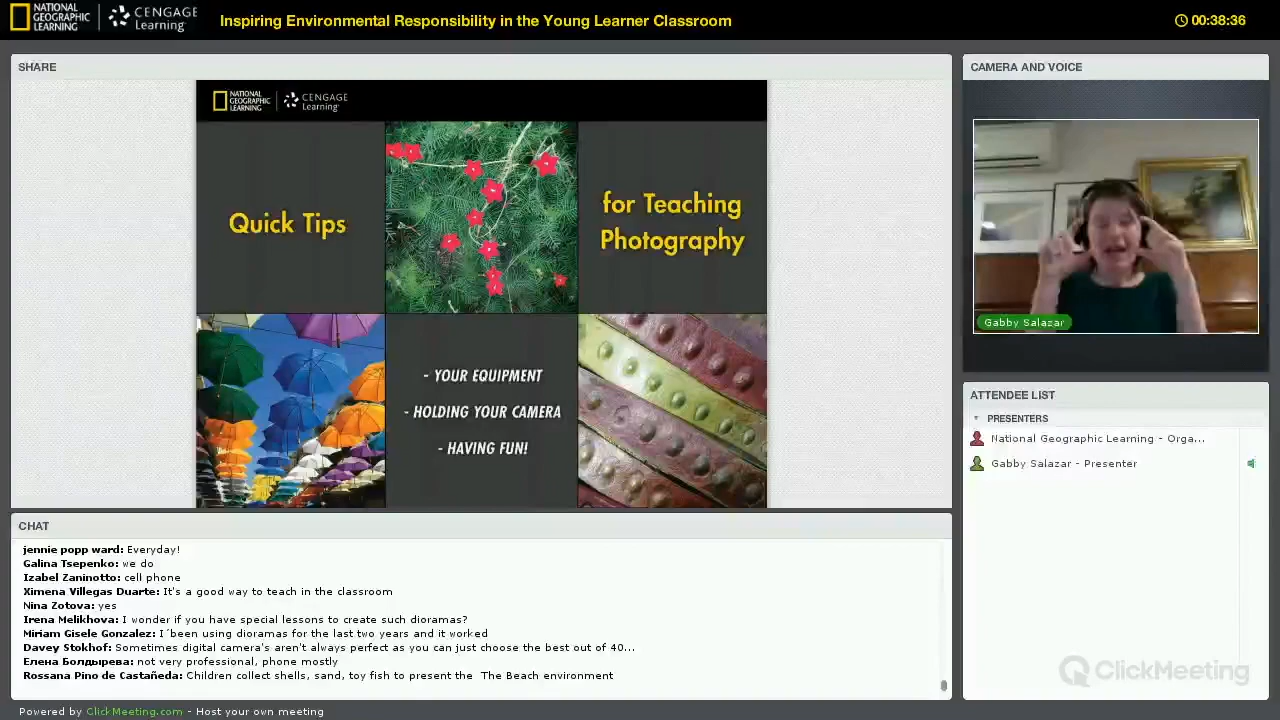 NATIONAL GEOGRAPHIC LEARNING
CENGAGE Learning
Inspiring Environmental Responsibility in the Young Learner Classroom
00:38:36
SHARE
NATIONAL GEOGRAPHIC LEARNING
CENGAGE Learning
Quick Tips
for Teaching
Photography
- YOUR EQUIPMENT
- HOLDING YOUR CAMERA
- HAVING FUN!
CAMERA AND VOICE
Gabby Salazar
ATTENDEE LIST
PRESENTERS
National Geographic Learning - Orga...
Gabby Salazar - Presenter
CHAT
jennie popp ward: Everyday!
Galina Tsepenko: we do
Izabel Zaninotto: cell phone
Ximena Villegas Duarte: It's a good way to teach in the classroom
Nina Zotova: yes
Irena Melikhova: I wonder if you have special lessons to create such dioramas?
Miriam Gisele Gonzalez: I´been using dioramas for the last two years and it worked
Davey Stokhof: Sometimes digital camera's aren't always perfect as you can just choose the best out of 40...
Елена Болдырева: not very professional, phone mostly
Rossana Pino de Castañeda: Children collect shells, sand, toy fish to present the  The Beach environment
ClickMeeting
Powered by ClickMeeting.com - Host your own meeting